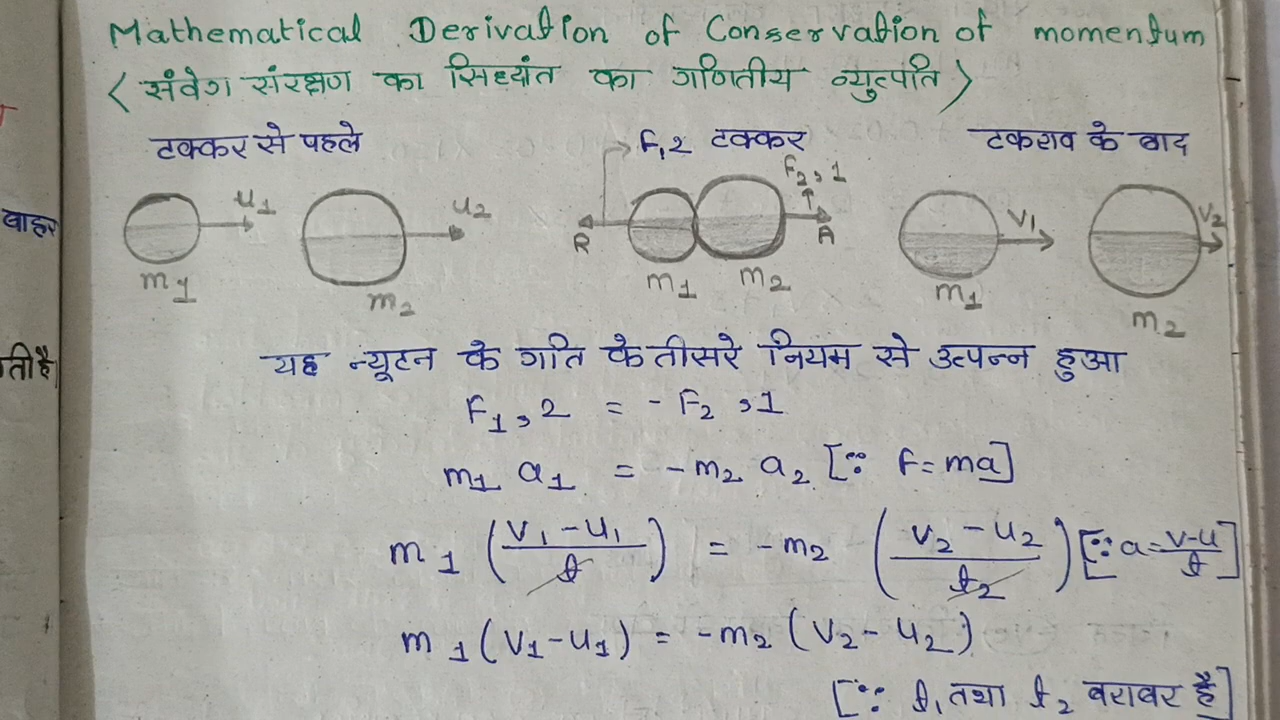 Mathematical Derivation of Conservation of momentum
< संवेग संरक्षण का सिध्यांत का गणितीय व्युत्पति >
टक्कर से पहले
F,2 टक्कर
टकराव के बाद
F2,1
u1
u2
R
A
V1
V2
m1
m2
m1
m2
m1
m2
बाहर
ती है
यह न्यूटन के गति के तीसरे नियम से उत्पन्न हुआ
F1,2 = - F2,1
m1 a1 = -m2 a2 [∵ F=ma]
m1 (V1-u1/t) = -m2 (V2-u2/t2) [∵ a=V-u/t]
m1(V1-u1) = -m2(V2-u2)
[∵ t1 तथा t2 बराबर है]